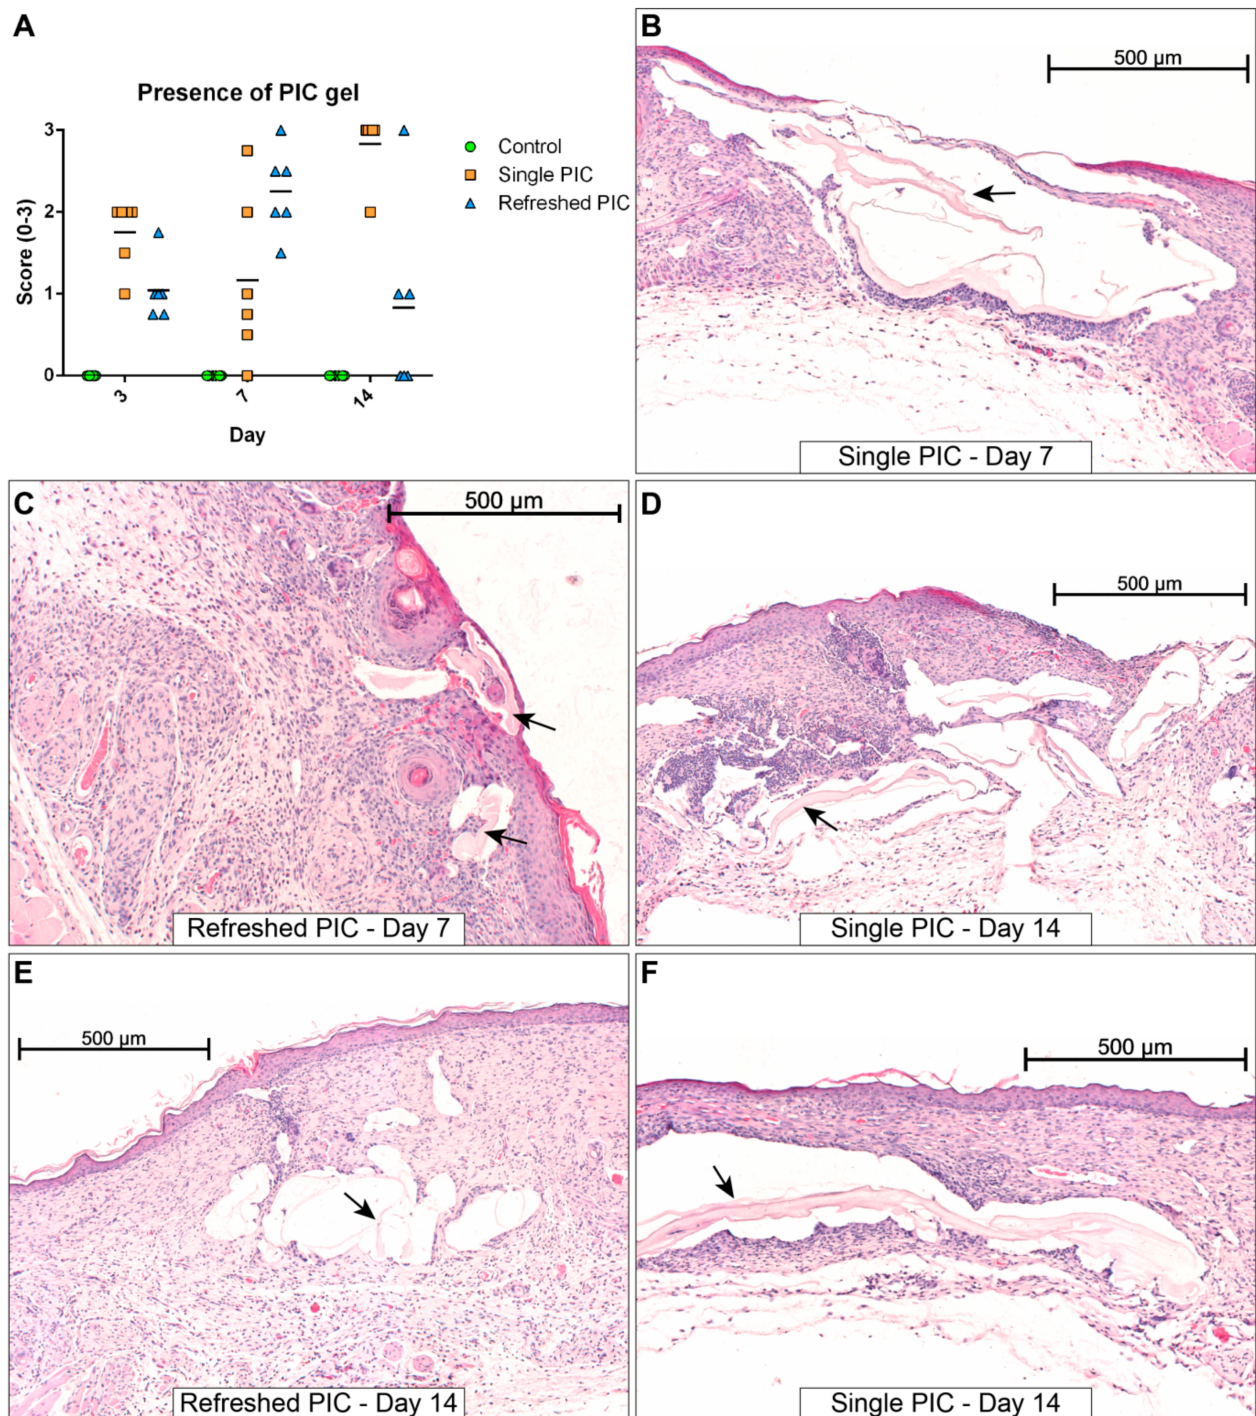 A
Presence of PIC gel
3
2
1
0
Score (0-3)
3
7
14
Day
Control
Single PIC
Refreshed PIC
B
500 µm
Single PIC - Day 7
C
500 µm
Refreshed PIC - Day 7
D
500 µm
Single PIC - Day 14
E
500 µm
Refreshed PIC - Day 14
F
500 µm
Single PIC - Day 14